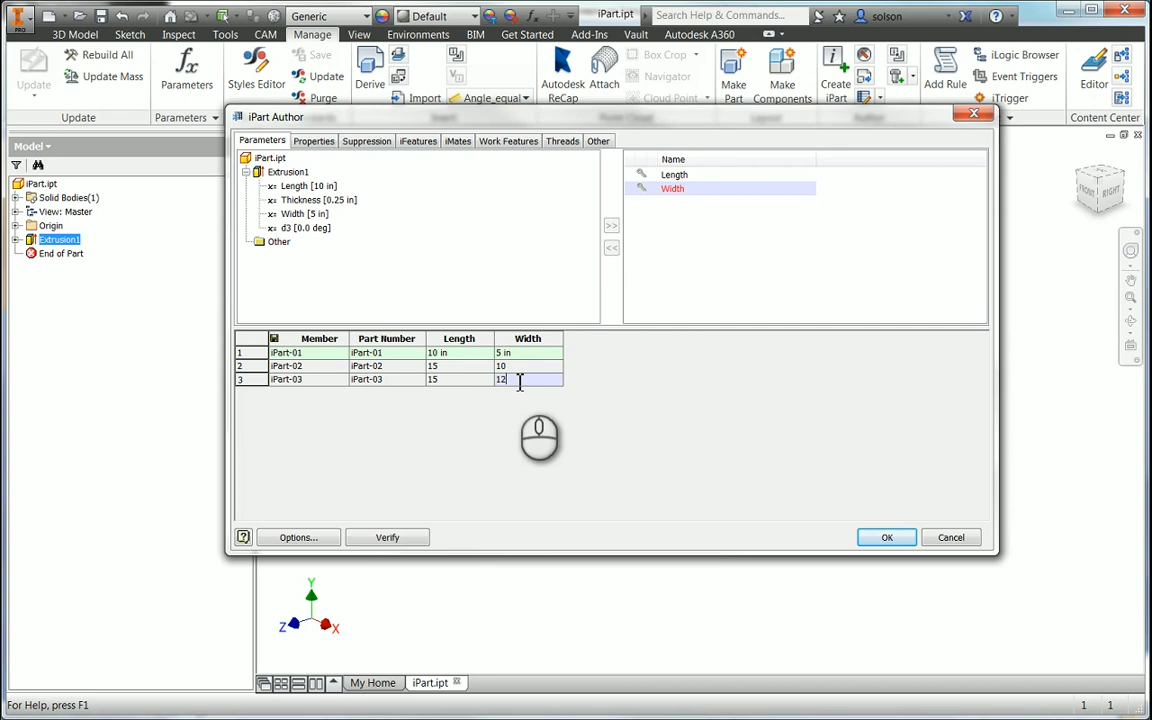 PRO
Generic
Default
iPart.ipt
Search Help & Commands...
solson
3D Model Sketch Inspect Tools CAM Manage View Environments BIM Get Started Add-Ins Vault Autodesk A360
Update
Rebuild All
Update Mass
Update
fx
Parameters
Parameters
Styles Editor
Save
Update
Purge
Derive
Import
Angle_equal
Autodesk ReCap
Attach
Box Crop
Navigator
Cloud Point
Make Part
Make Components
Create iPart
Add Rule
iLogic Browser
Event Triggers
iTrigger
Editor
Content Center
Model
iPart.ipt
Solid Bodies(1)
View: Master
Origin
Extrusion1
End of Part
iPart Author
Parameters Properties Suppression iFeatures iMates Work Features Threads Other
iPart.ipt
Extrusion1
x= Length [10 in]
x= Thickness [0.25 in]
x= Width [5 in]
x= d3 [0.0 deg]
Other
>>
<<
Name
Length
Width
Member Part Number Length Width
1 iPart-01 iPart-01 10 in 5 in
2 iPart-02 iPart-02 15 10
3 iPart-03 iPart-03 15 12
Options... Verify OK Cancel
FRONT RIGHT
Y
Z X
My Home iPart.ipt
For Help, press F1
1 1